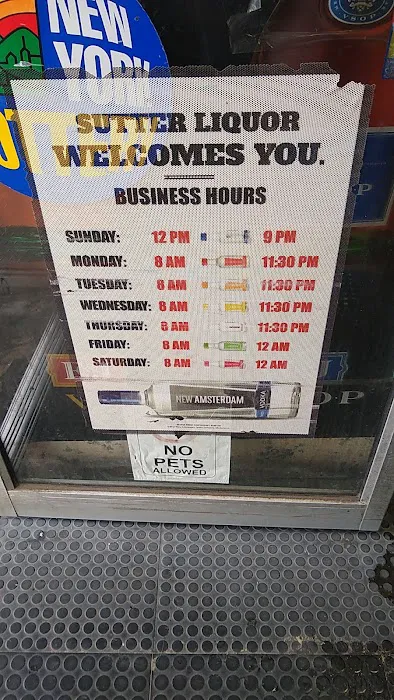 NEW
YORK
VSOP
SUTTER LIQUOR
WELCOMES YOU.
BUSINESS HOURS
SUNDAY: 12 PM 9 PM
MONDAY: 8 AM 11:30 PM
TUESDAY: 8 AM 11:30 PM
WEDNESDAY: 8 AM 11:30 PM
THURSDAY: 8 AM 11:30 PM
FRIDAY: 8 AM 12 AM
SATURDAY: 8 AM 12 AM
NEW AMSTERDAM
VODKA
NO
PETS
ALLOWED